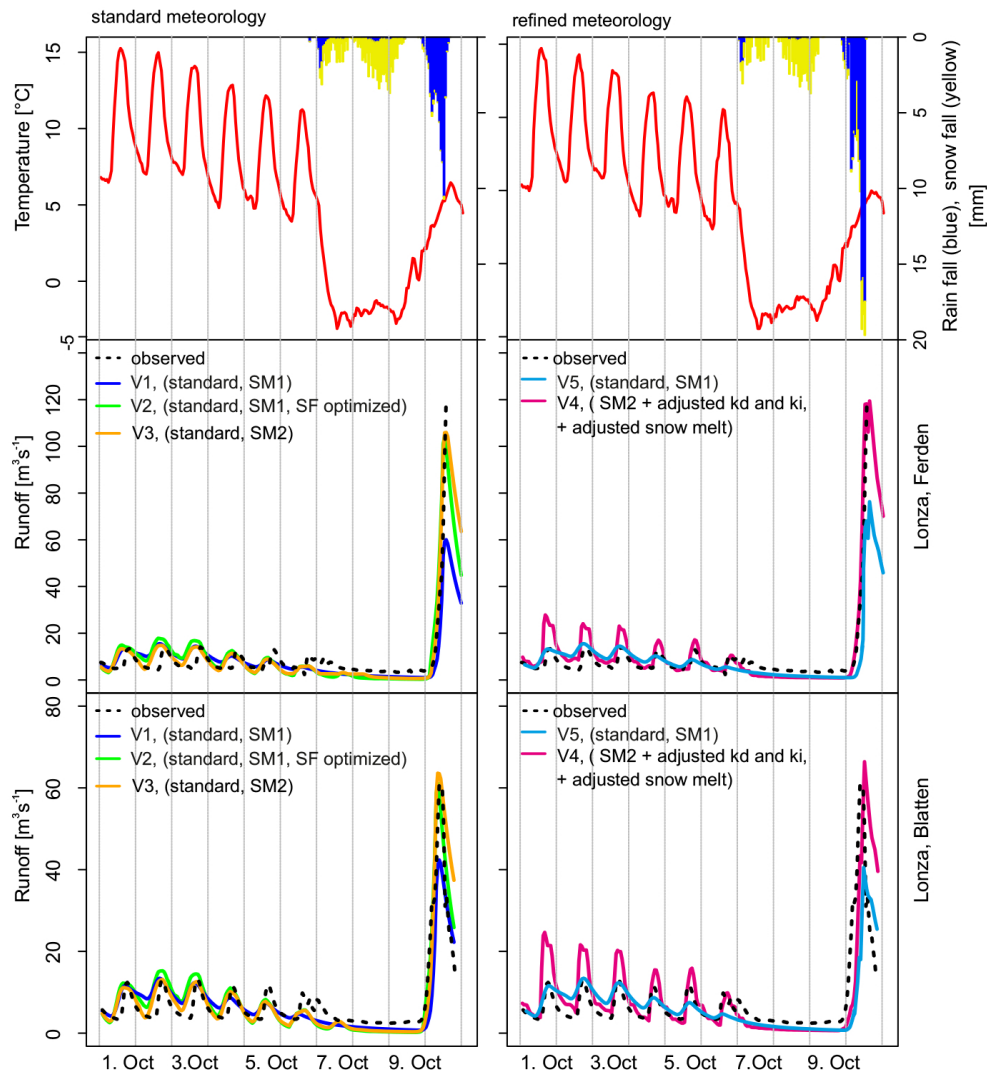 standard meteorology
refined meteorology
Temperature [°C]
15
10
5
0
-5
0
5
10
15
20
Rain fall (blue), snow fall (yellow)
[mm]
observed
V1, (standard, SM1)
V2, (standard, SM1, SF optimized)
V3, (standard, SM2)
observed
V5, (standard, SM1)
V4, ( SM2 + adjusted kd and ki,
+ adjusted snow melt)
Runoff [m³s⁻¹]
120
100
80
60
40
20
0
Lonza, Ferden
observed
V1, (standard, SM1)
V2, (standard, SM1, SF optimized)
V3, (standard, SM2)
observed
V5, (standard, SM1)
V4, ( SM2 + adjusted kd and ki,
+ adjusted snow melt)
Runoff [m³s⁻¹]
80
60
40
20
0
Lonza, Blatten
1. Oct 3.Oct 5. Oct 7. Oct 9. Oct
1. Oct 3.Oct 5. Oct 7.Oct 9. Oct